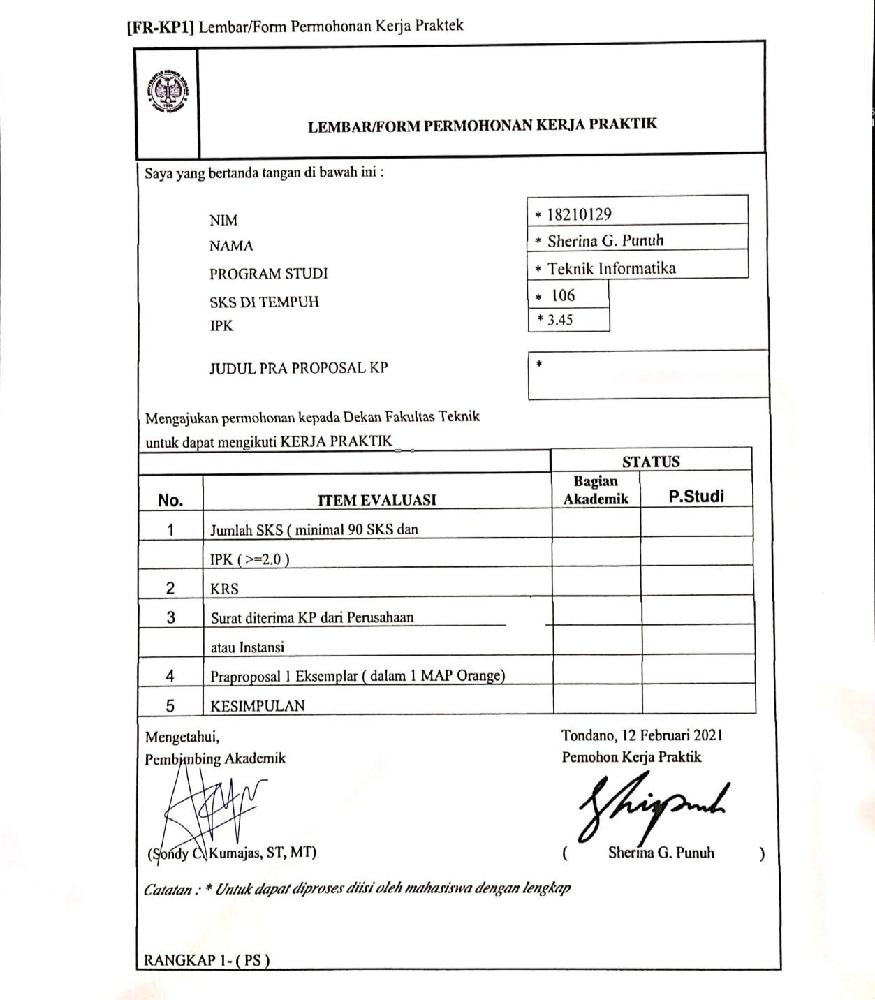 [FR-KP1] Lembar/Form Permohonan Kerja Praktek
LEMBAR/FORM PERMOHONAN KERJA PRAKTIK
Saya yang bertanda tangan di bawah ini :
NIM * 18210129
NAMA * Sherina G. Punuh
PROGRAM STUDI * Teknik Informatika
SKS DI TEMPUH * 106
IPK * 3.45
JUDUL PRA PROPOSAL KP *
Mengajukan permohonan kepada Dekan Fakultas Teknik
untuk dapat mengikuti KERJA PRAKTIK
STATUS
No. ITEM EVALUASI Bagian Akademik P.Studi
1 Jumlah SKS ( minimal 90 SKS dan
IPK ( >=2.0 )
2 KRS
3 Surat diterima KP dari Perusahaan
atau Instansi
4 Praproposal 1 Eksemplar ( dalam 1 MAP Orange)
5 KESIMPULAN
Mengetahui, Tondano, 12 Februari 2021
Pembimbing Akademik Pemohon Kerja Praktik
(Sondy C. Kumajas, ST, MT) ( Sherina G. Punuh )
Catatan : * Untuk dapat diproses diisi oleh mahasiswa dengan lengkap
RANGKAP 1- ( PS )